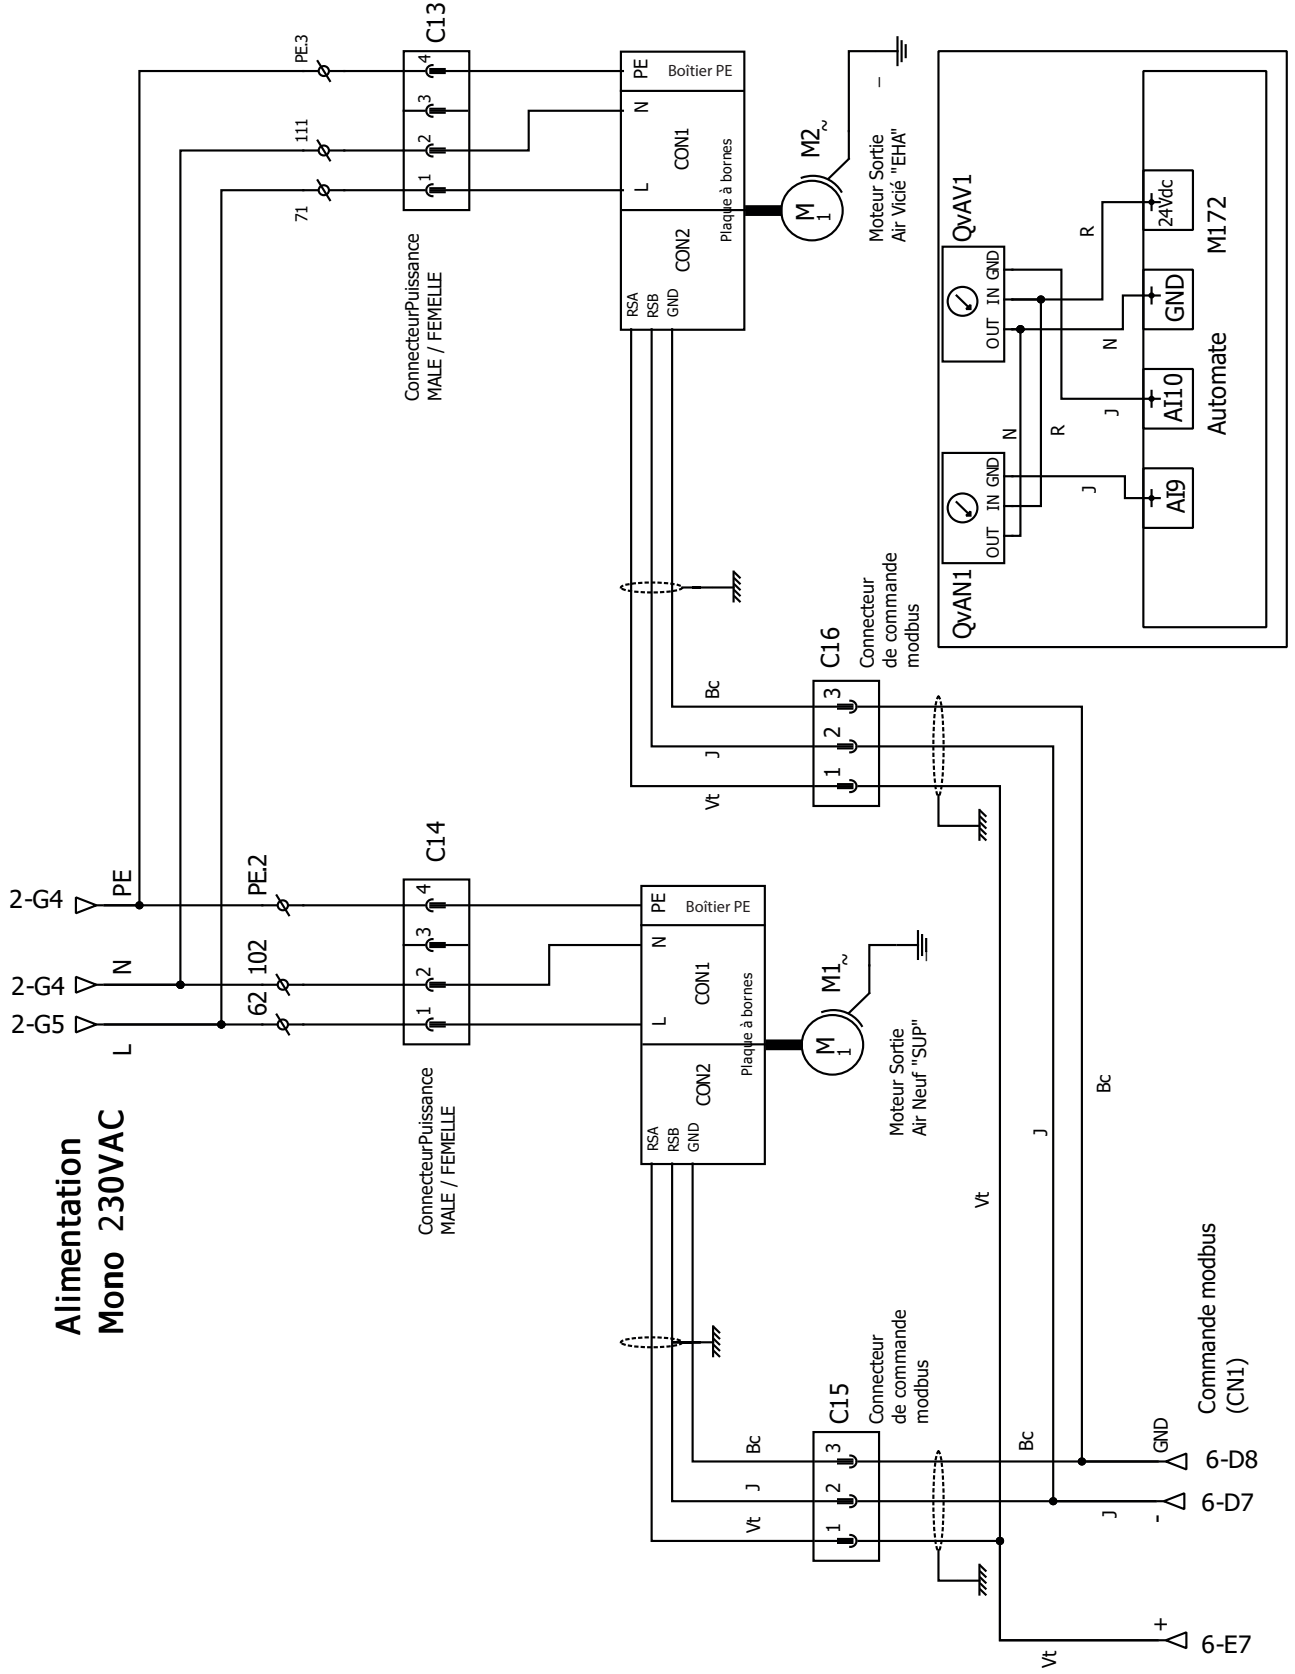 Alimentation
Mono 230VAC
2-G5
2-G4
2-G4
L
N
PE
62
102
PE.2
71
111
PE.3
ConnecteurPuissance
MALE / FEMELLE
C14
1
2
3
4
ConnecteurPuissance
MALE / FEMELLE
C13
1
2
3
4
RSA
RSB
GND
CON2
L
N
PE
CON1
Boîtier PE
Plaque à bornes
M
1
M1
~
Moteur Sortie
Air Neuf "SUP"
RSA
RSB
GND
CON2
L
N
PE
CON1
Boîtier PE
Plaque à bornes
M
1
M2
~
Moteur Sortie
Air Vicié "EHA"
Vt
J
Bc
C15
1
2
3
Connecteur
de commande
modbus
Vt
J
Bc
C16
1
2
3
Connecteur
de commande
modbus
Vt
J
Bc
Bc
Vt
J
+
-
GND
6-E7
6-D7
6-D8
Commande modbus
(CN1)
QvAN1
OUT
IN
GND
QvAV1
OUT
IN
GND
N
R
J
J
N
R
AI9
AI10
GND
24Vdc
Automate
M172